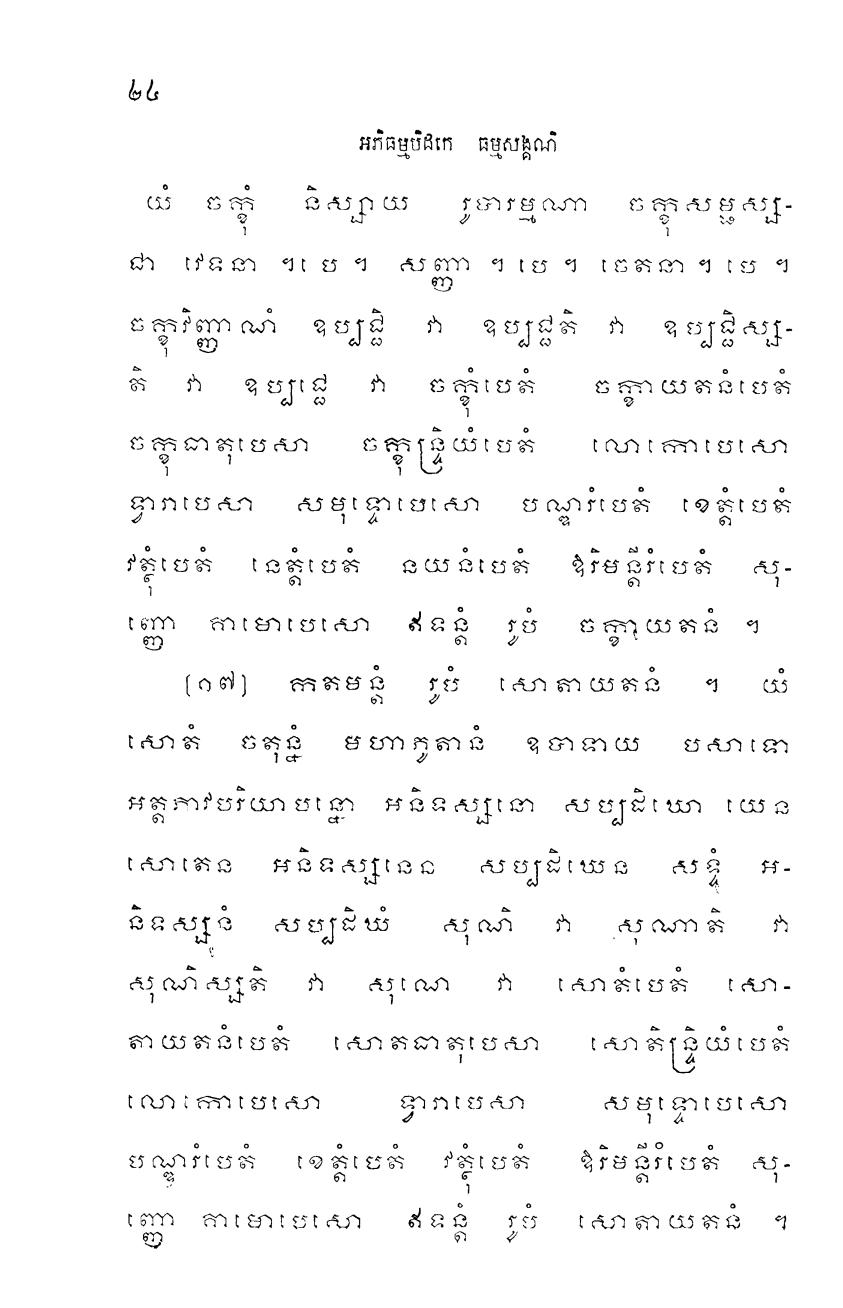 ២៤
អភិធម្មបិដកេ ធម្មសង្គណិ
យំ ចក្ខុំ និស្សាយ រូបារម្មណា ចក្ខុសម្ផស្ស-
ជា វេទនា ។ បេ ។ សញ្ញា ។ បេ ។ ចេតនា ។ បេ ។
ចក្ខុវិញ្ញាណំ ឧប្បជ្ជិ វា ឧប្បជ្ជតិ វា ឧប្បជ្ជិស្ស-
តិ វា ឧប្បជ្ជេ វា ចក្ខុំបេតំ ចក្ខាយតនំបេតំ
ចក្ខុធាតុបេសា ចក្ខុន្ទ្រិយំបេតំ លោកោបេសោ
ទ្វារាបេសា សមុទ្ទោបេសោ បណ្ឌរំបេតំ ខេត្តំបេតំ
វត្ថុំបេតំ នេត្តំបេតំ នយនំបេតំ ឱរិមន្តីរំបេតំ សុ-
ញ្ញោ គាមោបេសោ ឥទន្តំ រូបំ ចក្ខាយតនំ ។
[១៧] កតមន្តំ រូបំ សោតាយតនំ ។ យំ
សោតំ ចតុន្នំ មហាភូតានំ ឧបាទាយ បសាទោ
អត្តភាវបរិយាបន្នោ អនិទស្សនោ សប្បដិឃោ យេន
សោតេន អនិទស្សនេន សប្បដិឃេន សទ្ទំ អ-
និទស្សនំ សប្បដិឃំ សុណិ វា សុណាតិ វា
សុណិស្សតិ វា សុណេ វា សោតំបេតំ សោ-
តាយតនំបេតំ សោតធាតុបេសា សោតិន្ទ្រិយំបេតំ
លោកោបេសោ ទ្វារាបេសា សមុទ្ទោបេសោ
បណ្ឌរំបេតំ ខេត្តំបេតំ វត្ថុំបេតំ ឱរិមន្តីរំបេតំ សុ-
ញ្ញោ គាមោបេសោ ឥទន្តំ រូបំ សោតាយតនំ ។